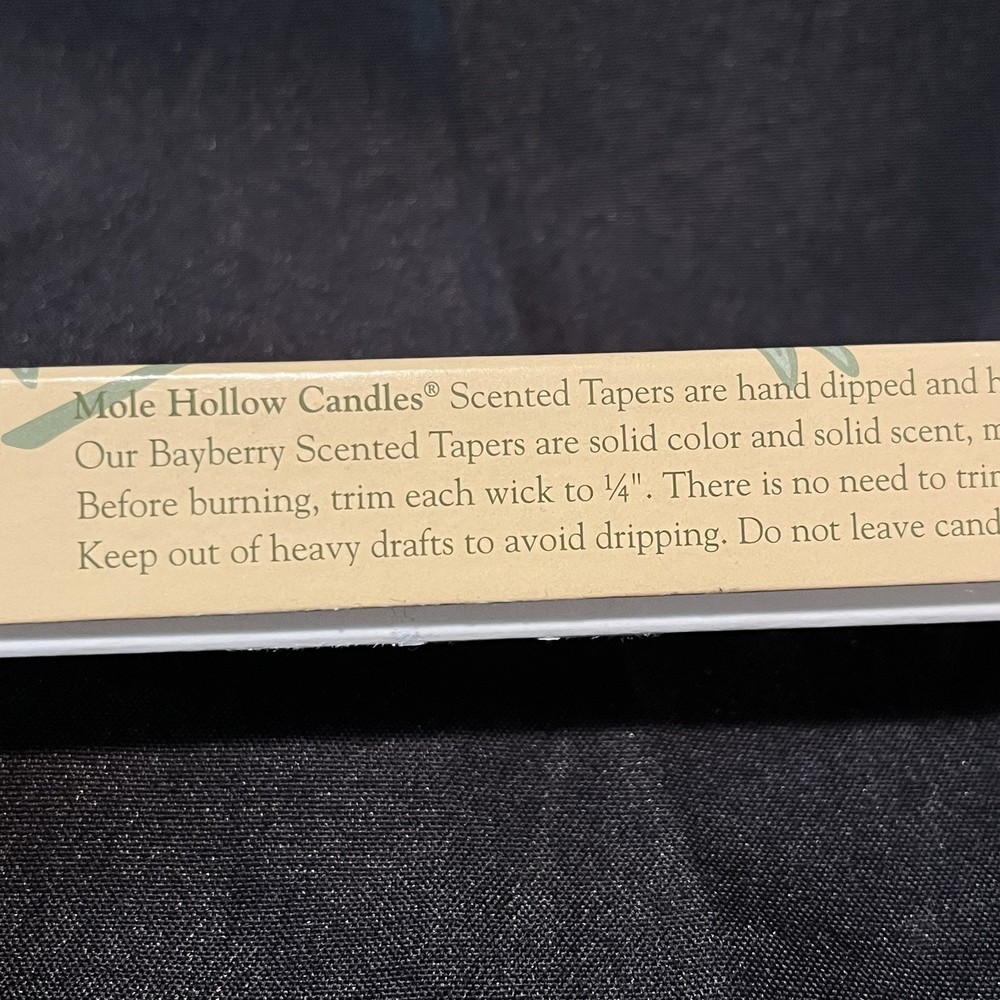 Mole Hollow Candles® Scented Tapers are hand dipped and
Our Bayberry Scented Tapers are solid color and solid scent,
Before burning, trim each wick to ¼". There is no need to
Keep out of heavy drafts to avoid dripping. Do not leave